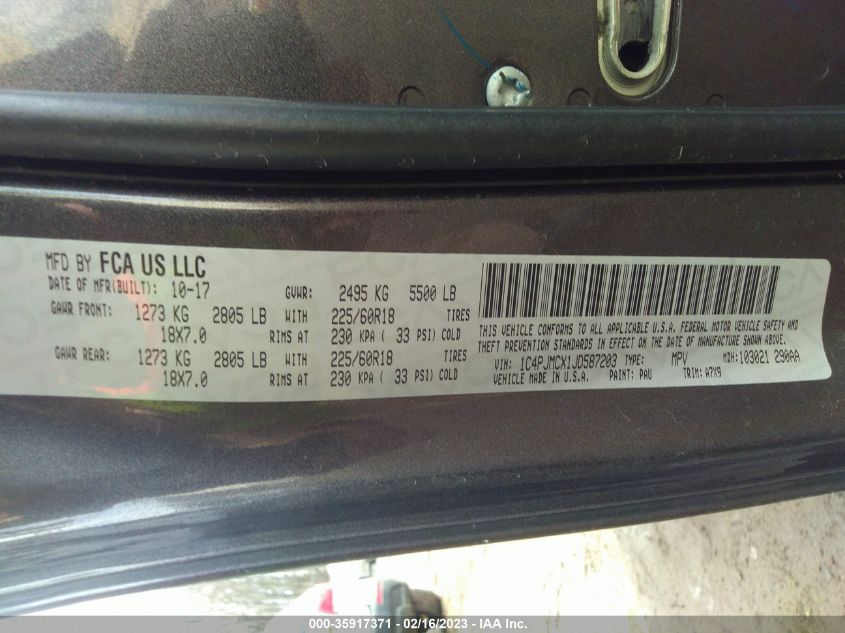 MFD BY FCA US LLC
DATE OF MFR(BUILT): 10-17 GVWR: 2495 KG 5500 LB
GAWR FRONT: 1273 KG 2805 LB WITH 225/60R18 TIRES
18X7.0 RIMS AT 230 KPA ( 33 PSI) COLD
GAWR REAR: 1273 KG 2805 LB WITH 225/60R18 TIRES
18X7.0 RIMS AT 230 KPA ( 33 PSI) COLD
THIS VEHICLE CONFORMS TO ALL APPLICABLE U.S.A. FEDERAL MOTOR VEHICLE SAFETY AND
THEFT PREVENTION STANDARDS IN EFFECT ON THE DATE OF MANUFACTURE SHOWN ABOVE.
VIN: 1C4PJMCX1JD587203 TYPE: MPV MDH: 103021 290AA
VEHICLE MADE IN U.S.A. PAINT: PAU TRIM: A7X9
000-35917371 - 02/16/2023 - IAA Inc.